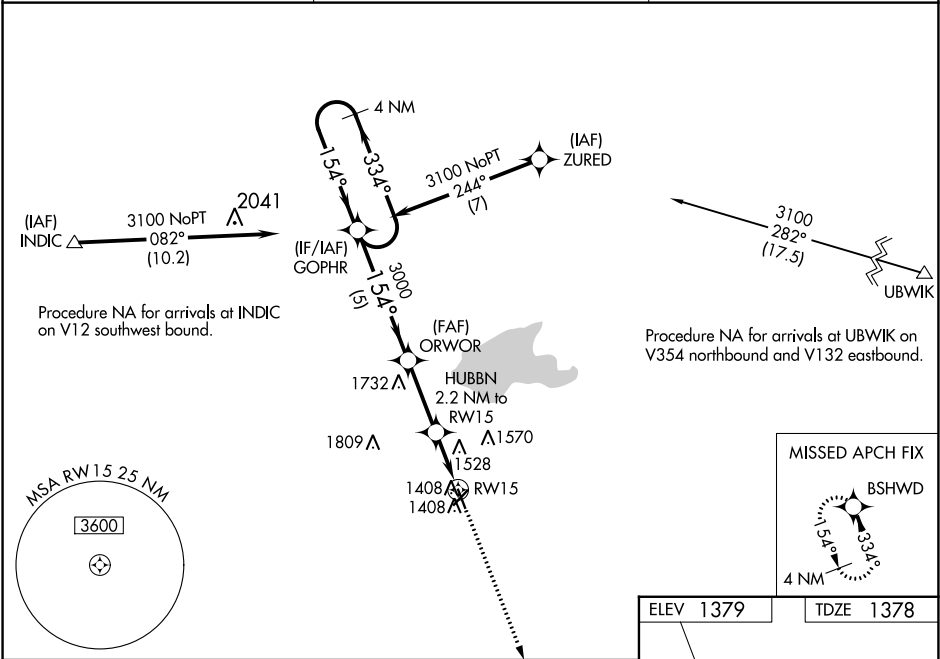 4 NM
154°
334°
(IAF)
ZURED
3100 NoPT
244°
(7)
2041
(IAF)
INDIC
3100 NoPT
082°
(10.2)
(IF/IAF)
GOPHR
3000
154°
(5)
3100
282°
(17.5)
UBWIK
Procedure NA for arrivals at INDIC
on V12 southwest bound.
Procedure NA for arrivals at UBWIK on
V354 northbound and V132 eastbound.
(FAF)
ORWOR
1732
HUBBN
2.2 NM to
RW15
1809
1570
1528
1408
RW15
1408
MSA RW15 25 NM
3600
MISSED APCH FIX
BSHWD
154°
334°
4 NM
ELEV 1379
TDZE 1378